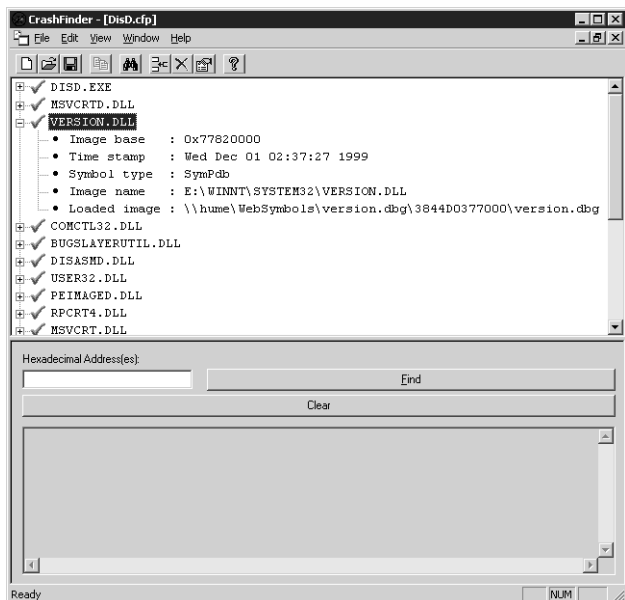 CrashFinder - [DisD.cfp]
File Edit View Window Help
DISD.EXE
MSVCRTD.DLL
VERSION.DLL
Image base : 0x77820000
Time stamp : Wed Dec 01 02:37:27 1999
Symbol type : SymPdb
Image name : E:\WINNT\SYSTEM32\VERSION.DLL
Loaded image : \\hume\WebSymbols\version.dbg\3844D0377000\version.dbg
COMCTL32.DLL
BUGSLAYERUTIL.DLL
DISASMD.DLL
USER32.DLL
PEIMAGED.DLL
RPCRT4.DLL
MSVCRT.DLL
Hexadecimal Address(es):
Find
Clear
Ready NUM